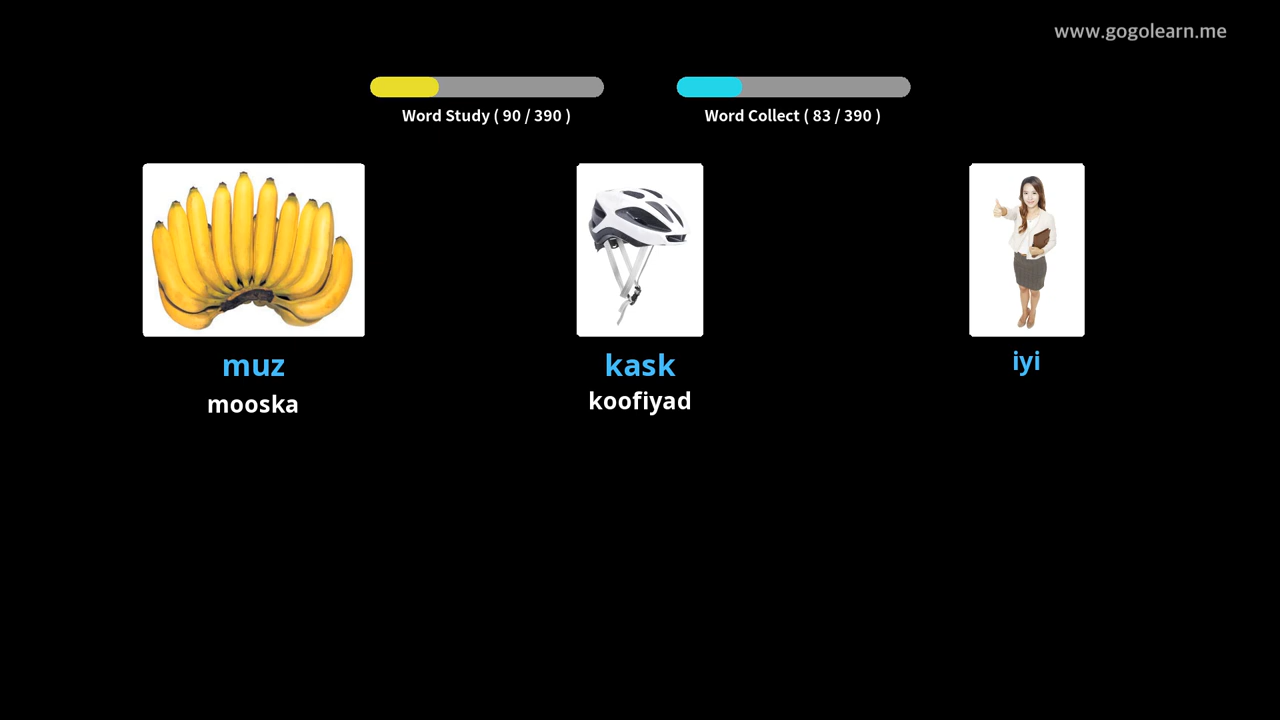 www.gogolearn.me
Word Study ( 90 / 390 )
Word Collect ( 83 / 390 )
muz
kask
iyi
mooska
koofiyad